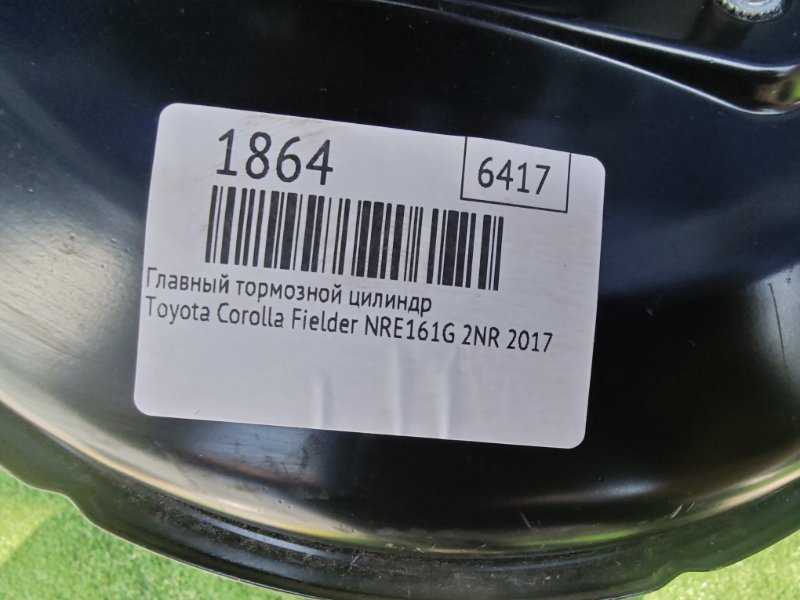 1864
6417
Главный тормозной цилиндр
Toyota Corolla Fielder NRE161G 2NR 2017